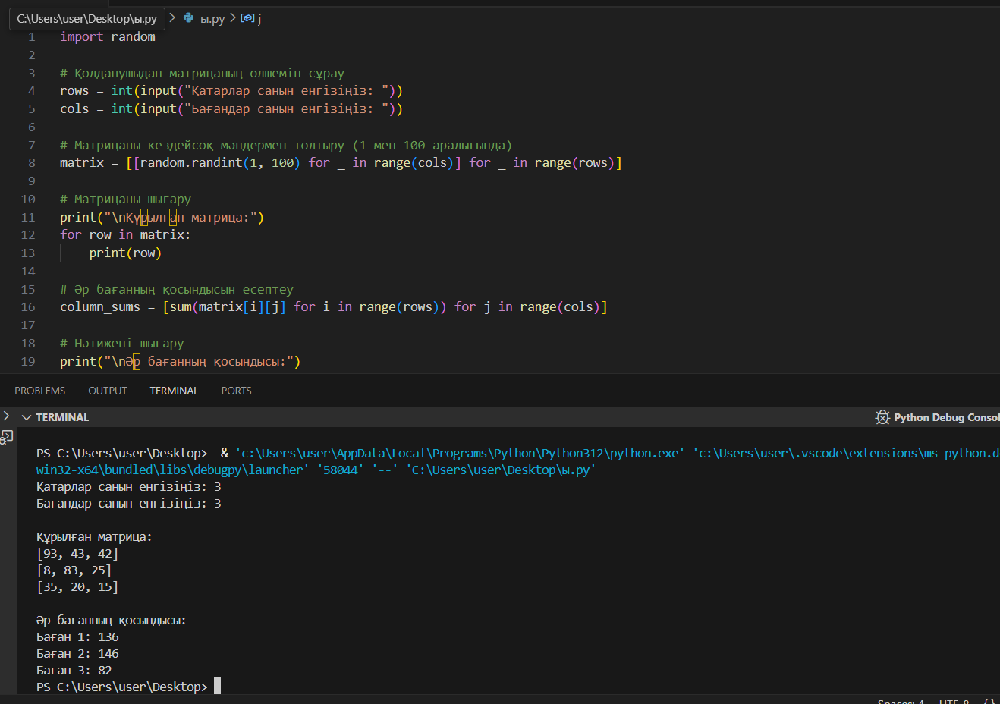 C:\Users\user\Desktop\ы.py > ы.py > j
1 import random
2
3 # Қолданушыдан матрицаның өлшемін сұрау
4 rows = int(input("Қатарлар санын енгізіңіз: "))
5 cols = int(input("Бағандар санын енгізіңіз: "))
6
7 # Матрицаны кездейсоқ мәндермен толтыру (1 мен 100 аралығында)
8 matrix = [[random.randint(1, 100) for _ in range(cols)] for _ in range(rows)]
9
10 # Матрицаны шығару
11 print("\nҚұрылған матрица:")
12 for row in matrix:
13     print(row)
14
15 # Әр бағанның қосындысын есептеу
16 column_sums = [sum(matrix[i][j] for i in range(rows)) for j in range(cols)]
17
18 # Нәтижені шығару
19 print("\nӘр бағанның қосындысы:")
PROBLEMS OUTPUT TERMINAL PORTS
TERMINAL Python Debug Consol
PS C:\Users\user\Desktop>  & 'c:\Users\user\AppData\Local\Programs\Python\Python312\python.exe' 'c:\Users\user\.vscode\extensions\ms-python.d
win32-x64\bundled\libs\debugpy\launcher' '58044' '--' 'C:\Users\user\Desktop\ы.py'
Қатарлар санын енгізіңіз: 3
Бағандар санын енгізіңіз: 3
Құрылған матрица:
[93, 43, 42]
[8, 83, 25]
[35, 20, 15]
Әр бағанның қосындысы:
Баған 1: 136
Баған 2: 146
Баған 3: 82
PS C:\Users\user\Desktop>
Spaces: 4 UTF-8 {}